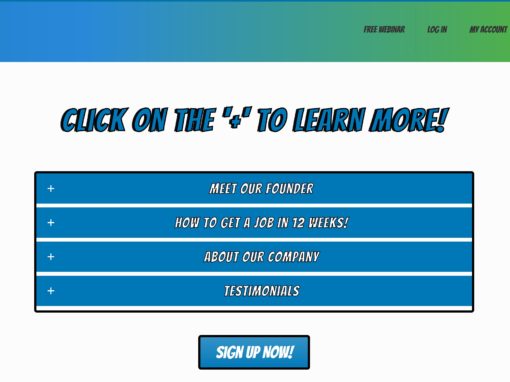 FREE WEBINAR LOG IN MY ACCOUNT
CLICK ON THE '+' TO LEARN MORE!
+ MEET OUR FOUNDER
+ HOW TO GET A JOB IN 12 WEEKS!
+ ABOUT OUR COMPANY
+ TESTIMONIALS
SIGN UP NOW!